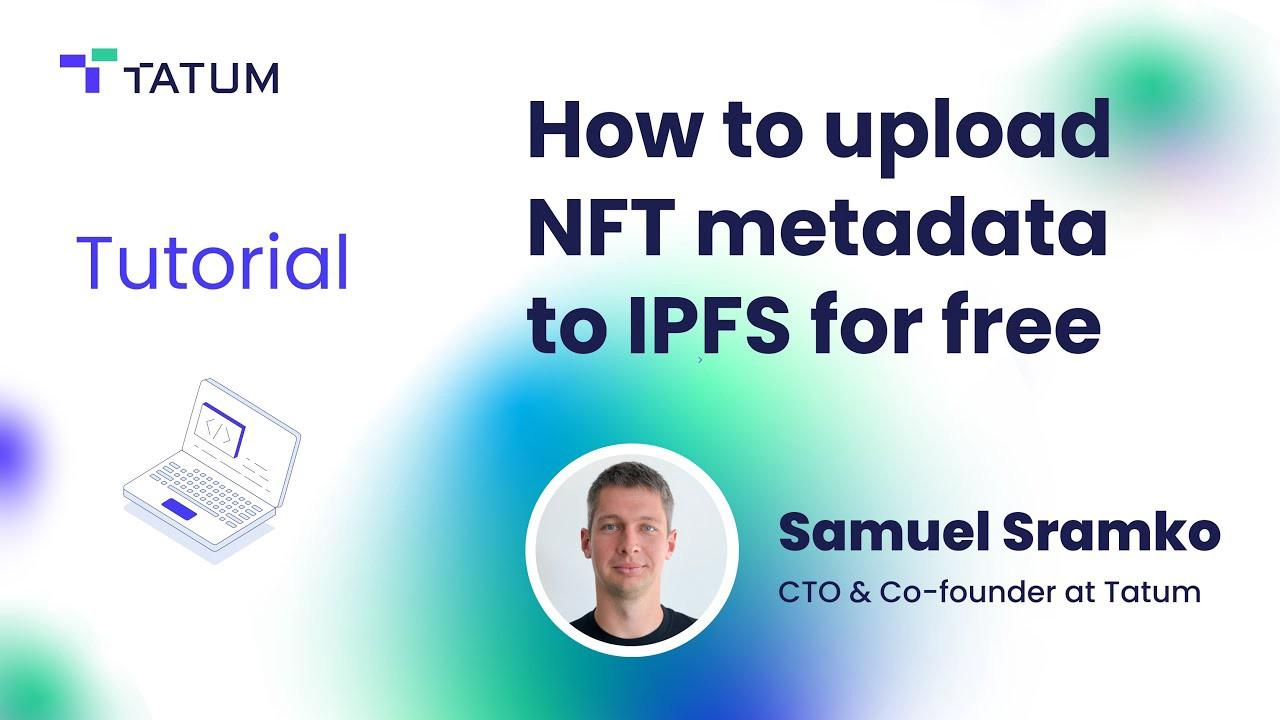 TATUM
How to upload
NFT metadata
to IPFS for free
Tutorial
</>
Samuel Sramko
CTO & Co-founder at Tatum